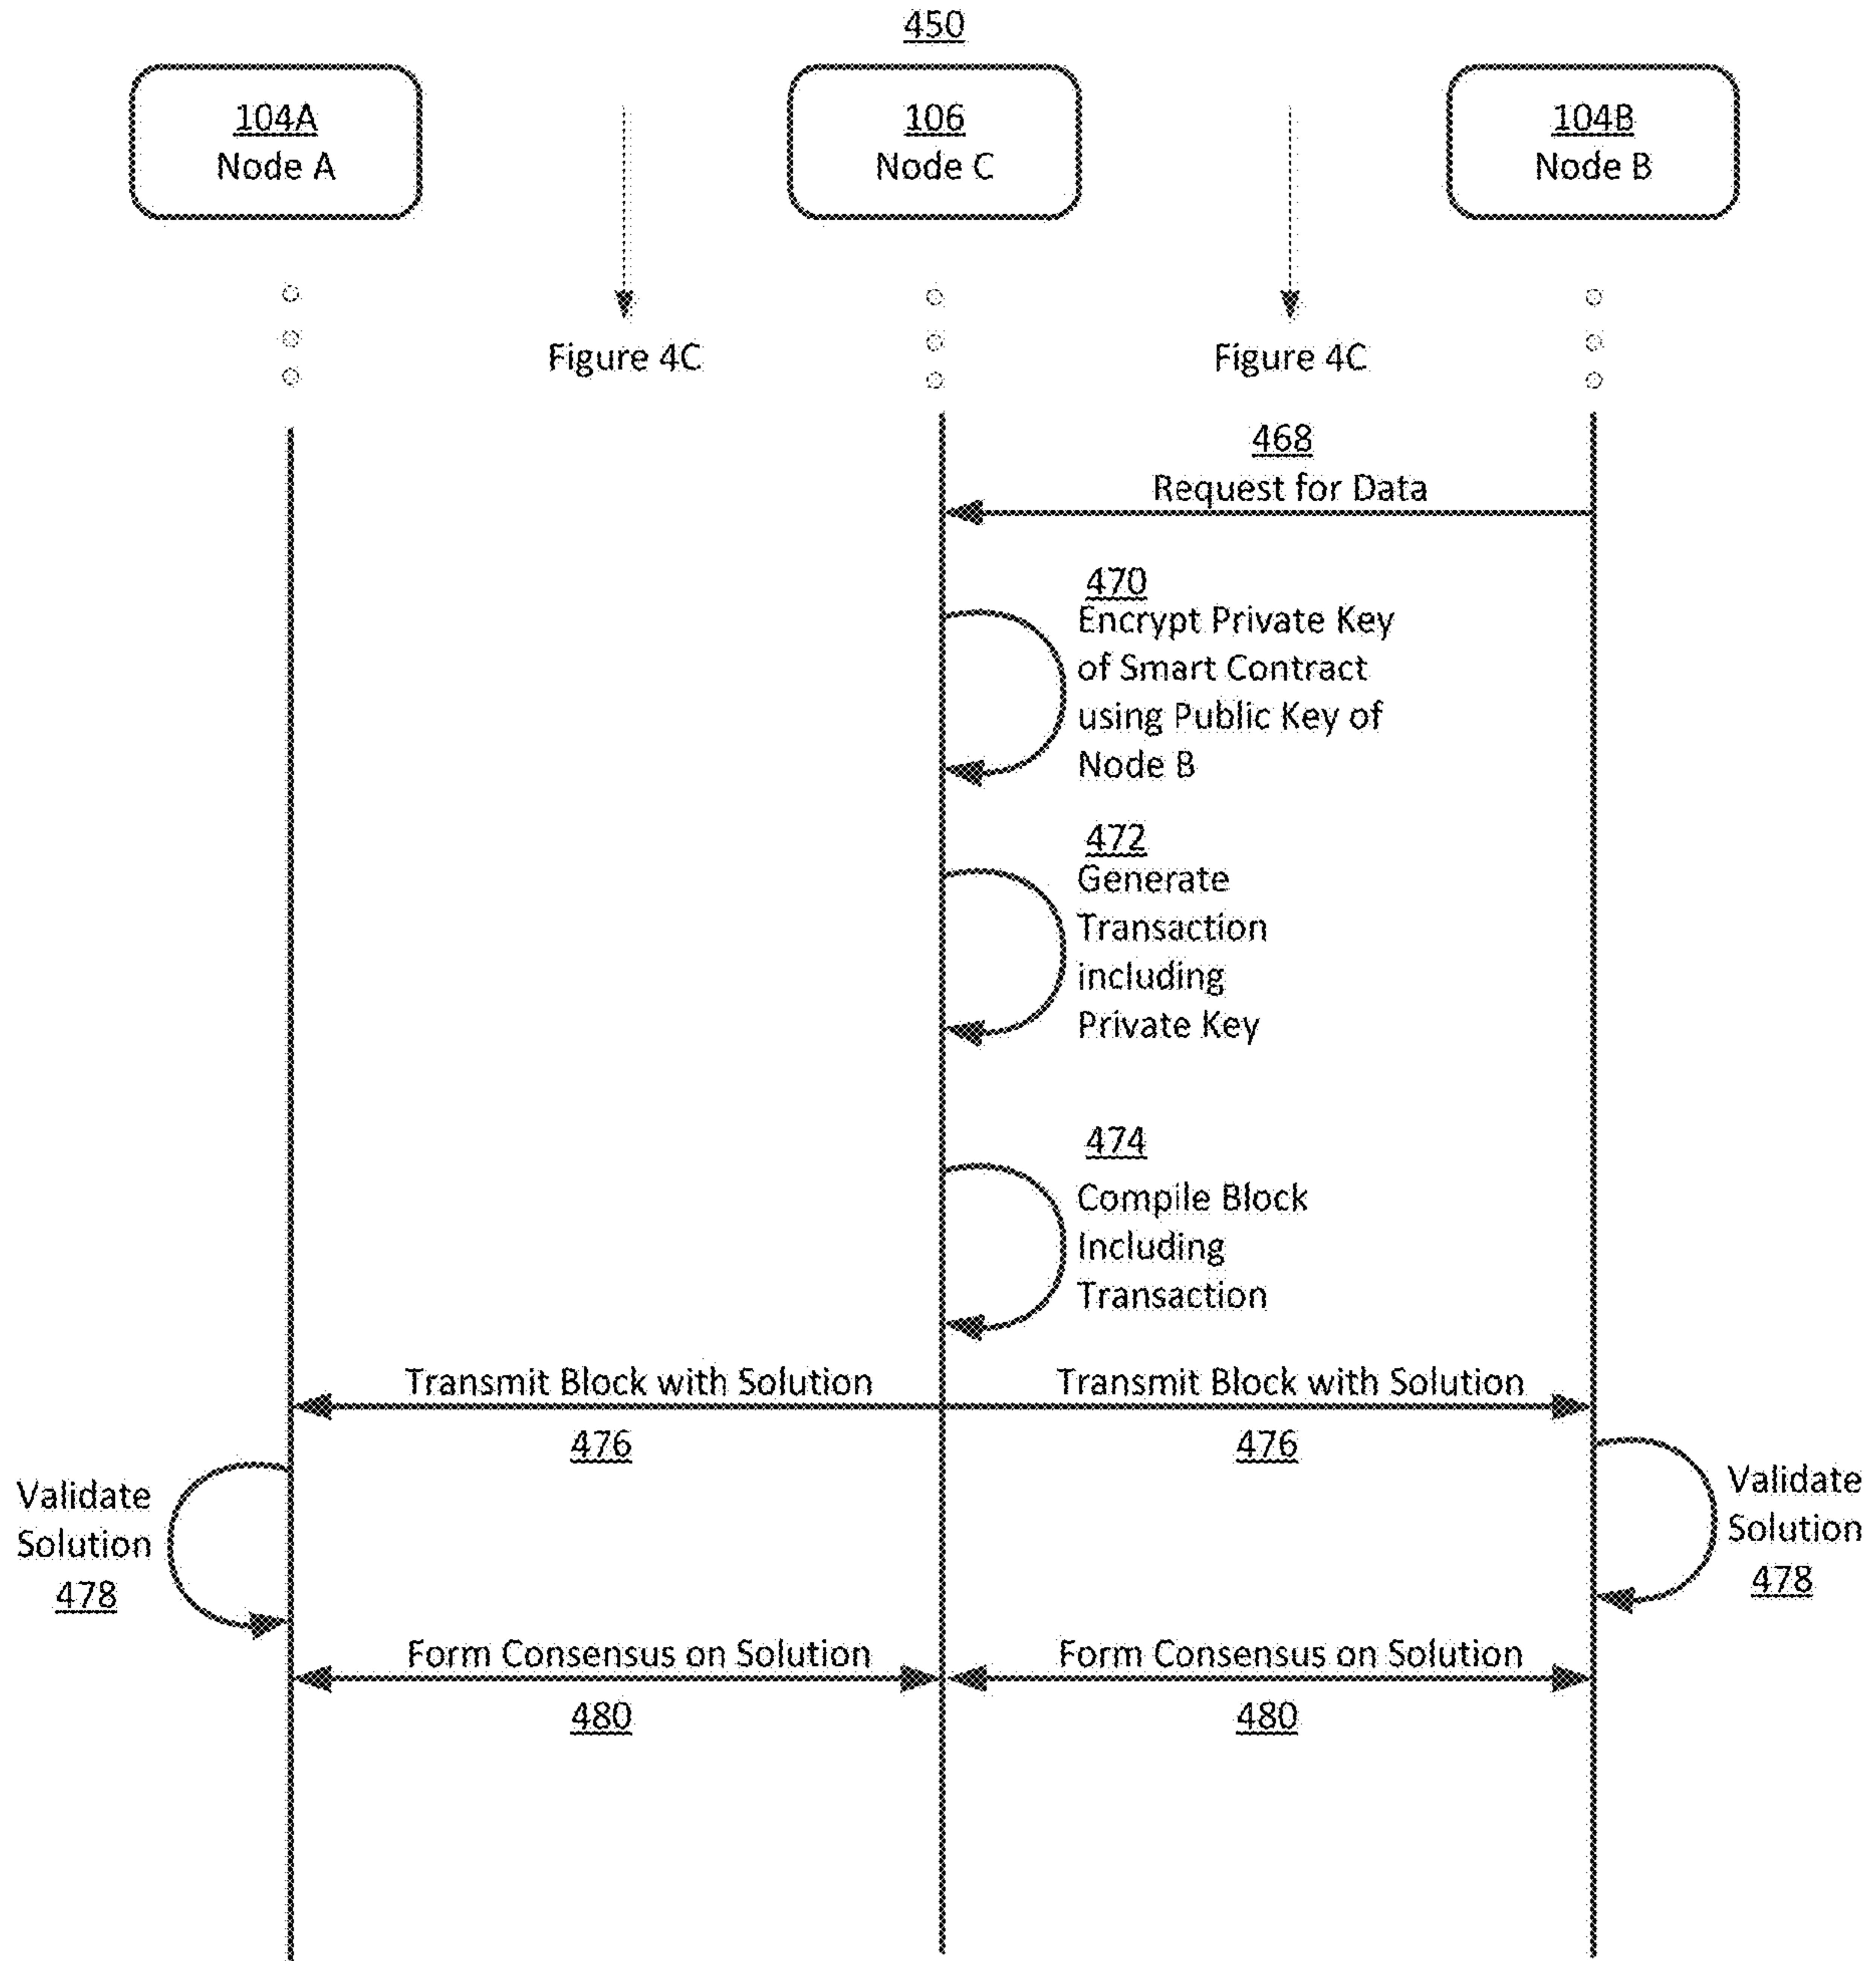 450
104A
Node A
106
Node C
104B
Node B
Figure 4C
Figure 4C
468
Request for Data
470
Encrypt Private Key
of Smart Contract
using Public Key of
Node B
472
Generate
Transaction
including
Private Key
474
Compile Block
Including
Transaction
Transmit Block with Solution
476
Transmit Block with Solution
476
Validate
Solution
478
Validate
Solution
478
Form Consensus on Solution
480
Form Consensus on Solution
480